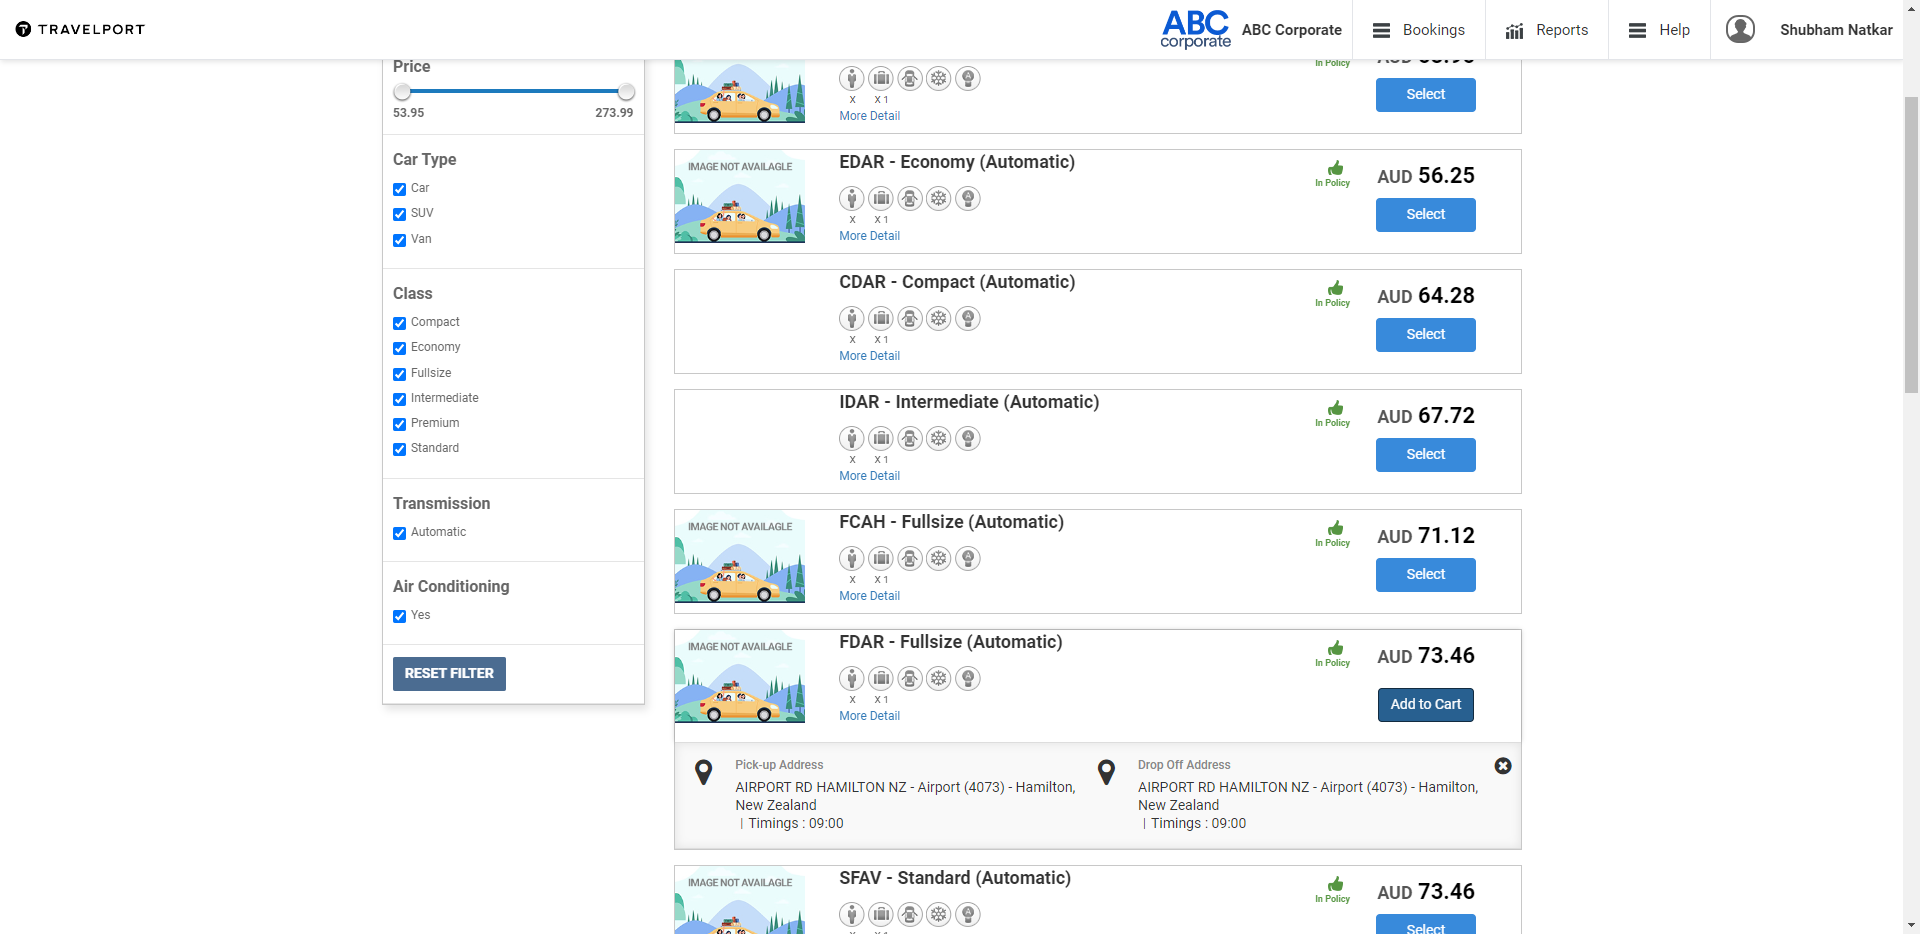 TRAVELPORT
ABC
corporate
ABC Corporate
Bookings
Reports
Help
Shubham Natkar
Price
53.95
273.99
Car Type
Car
SUV
Van
Class
Compact
Economy
Fullsize
Intermediate
Premium
Standard
Transmission
Automatic
Air Conditioning
Yes
RESET FILTER
X
X 1
More Detail
In Policy
AUD
Select
IMAGE NOT AVAILAGLE
EDAR - Economy (Automatic)
X
X 1
More Detail
In Policy
AUD 56.25
Select
CDAR - Compact (Automatic)
X
X 1
More Detail
In Policy
AUD 64.28
Select
IDAR - Intermediate (Automatic)
X
X 1
More Detail
In Policy
AUD 67.72
Select
IMAGE NOT AVAILAGLE
FCAH - Fullsize (Automatic)
X
X 1
More Detail
In Policy
AUD 71.12
Select
IMAGE NOT AVAILAGLE
FDAR - Fullsize (Automatic)
X
X 1
More Detail
In Policy
AUD 73.46
Add to Cart
Pick-up Address
AIRPORT RD HAMILTON NZ - Airport (4073) - Hamilton,
New Zealand
| Timings : 09:00
Drop Off Address
AIRPORT RD HAMILTON NZ - Airport (4073) - Hamilton,
New Zealand
| Timings : 09:00
IMAGE NOT AVAILAGLE
SFAV - Standard (Automatic)
In Policy
AUD 73.46
Select